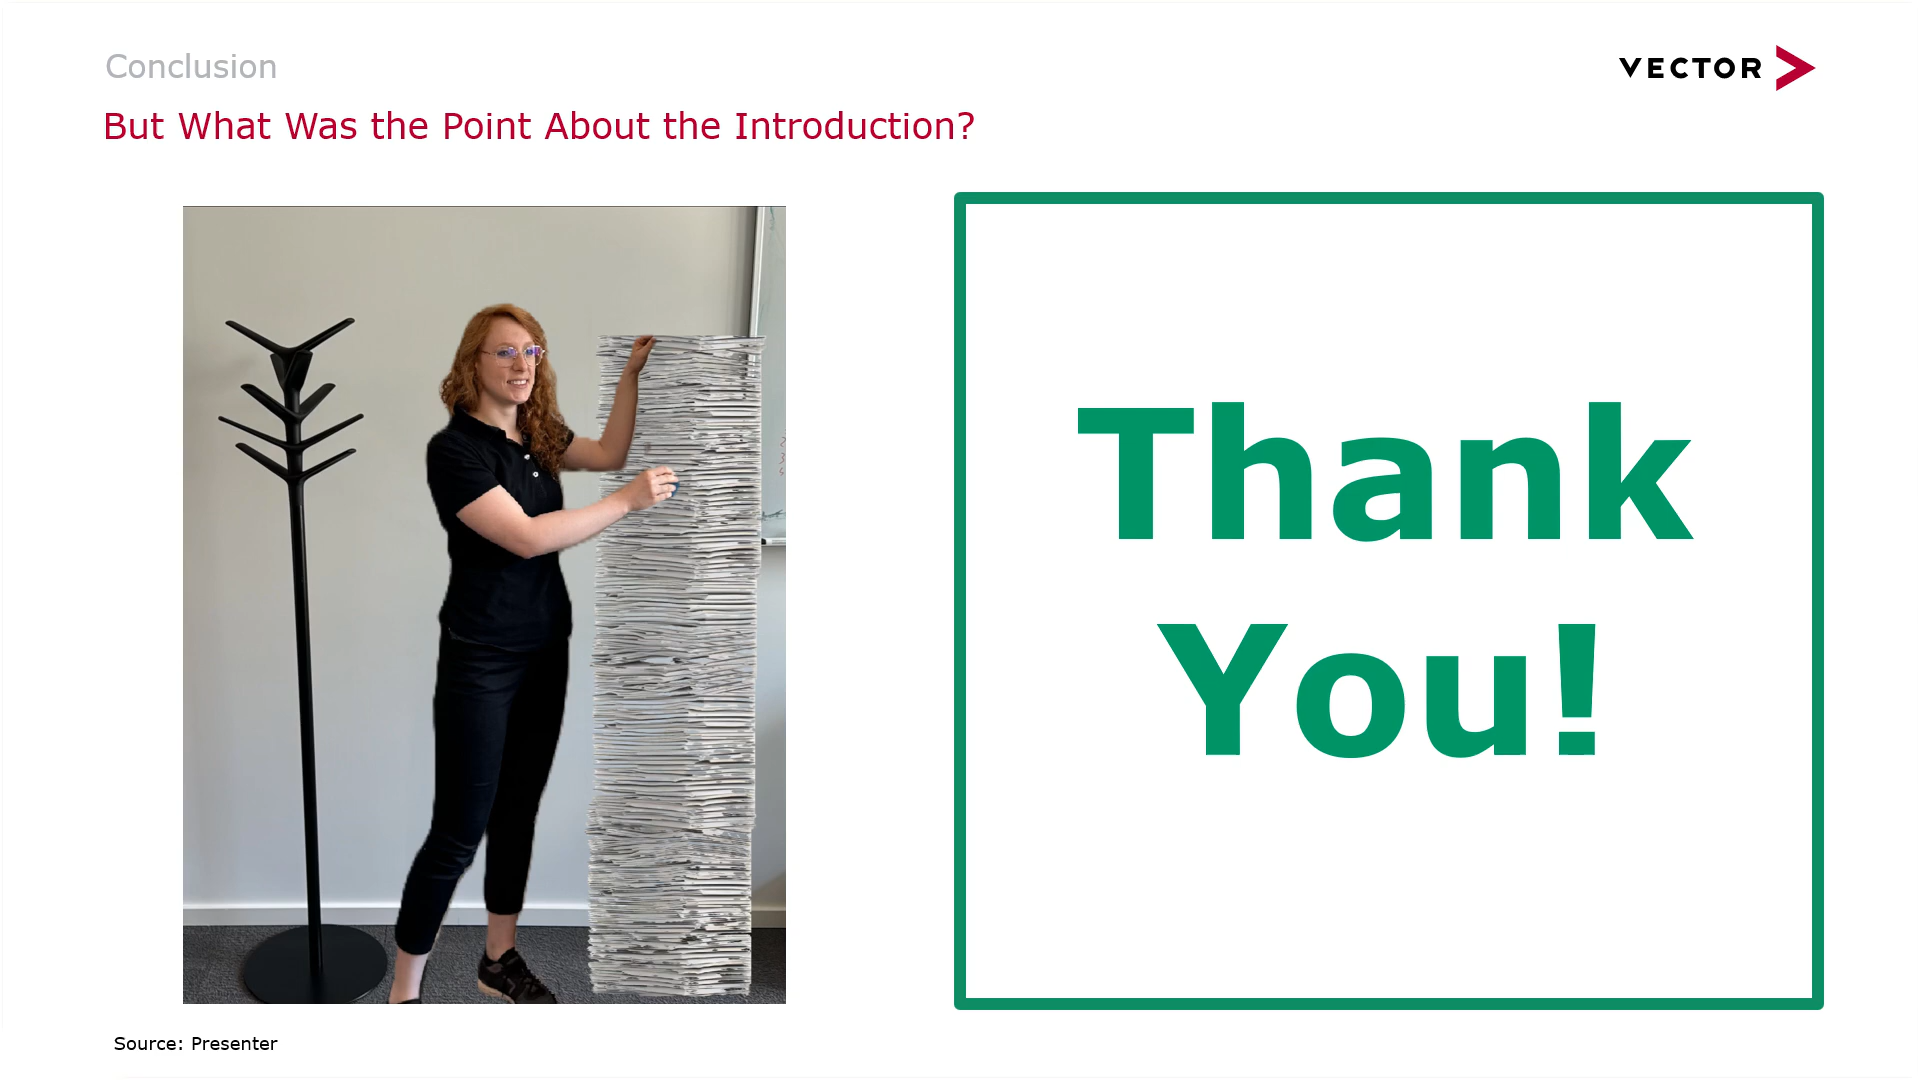 Conclusion
VECTOR
But What Was the Point About the Introduction?
Thank
You!
Source: Presenter